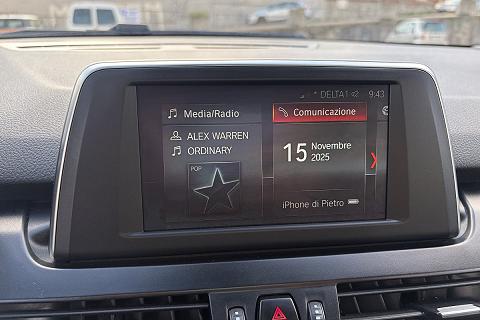 * DELTA1 9:43
Media/Radio
ALEX WARREN
ORDINARY
POP
Comunicazione
15 Novembre
2025
iPhone di Pietro